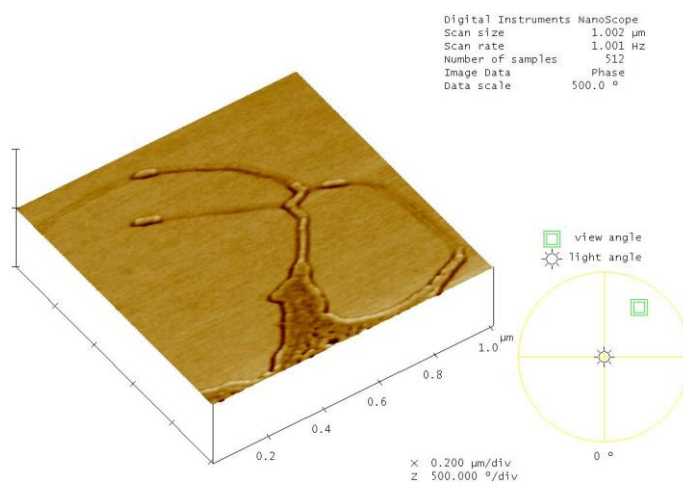 Digital Instruments NanoScope
Scan size 1.002 µm
Scan rate 1.001 Hz
Number of samples 512
Image Data Phase
Data scale 500.0 º
view angle
light angle
µm
1.0
0.8
0.6
0.4
0.2
0 º
X 0.200 µm/div
Z 500.000 º/div